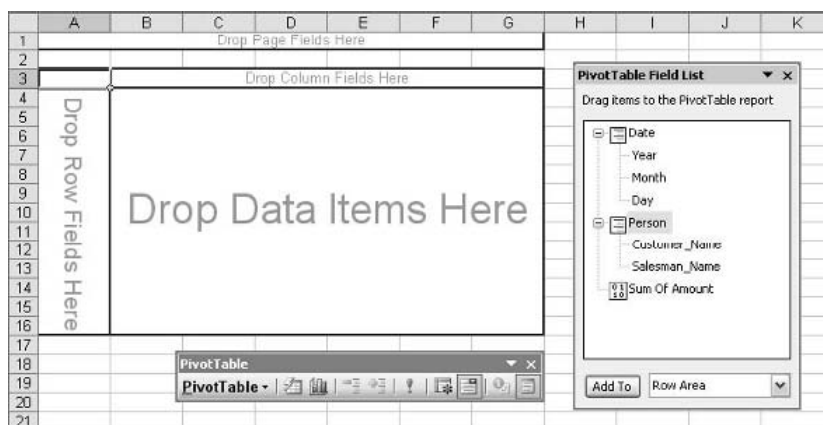 A B C D E F G H I J K
1 Drop Page Fields Here
2
3 Drop Column Fields Here
4
5
6
7
8
9
10
11
12
13
14
15
16
17
18
19
20
21
Drop Row Fields Here
Drop Data Items Here
PivotTable Field List
Drag items to the PivotTable report
Date
Year
Month
Day
Person
Customer_Name
Salesman_Name
Sum Of Amount
Add To Row Area
PivotTable
PivotTable